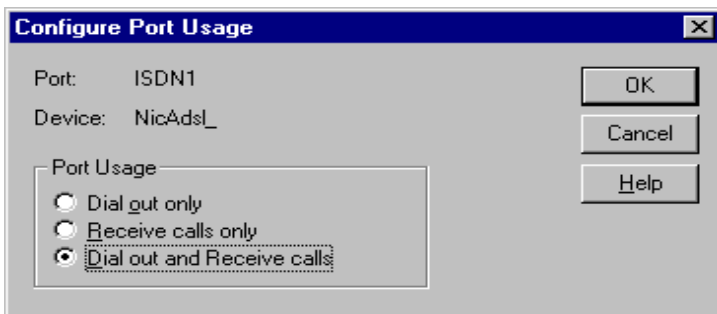 Configure Port Usage
Port: ISDN1
Device: NicAdsl_
Port Usage
Dial out only
Receive calls only
Dial out and Receive calls
OK
Cancel
Help